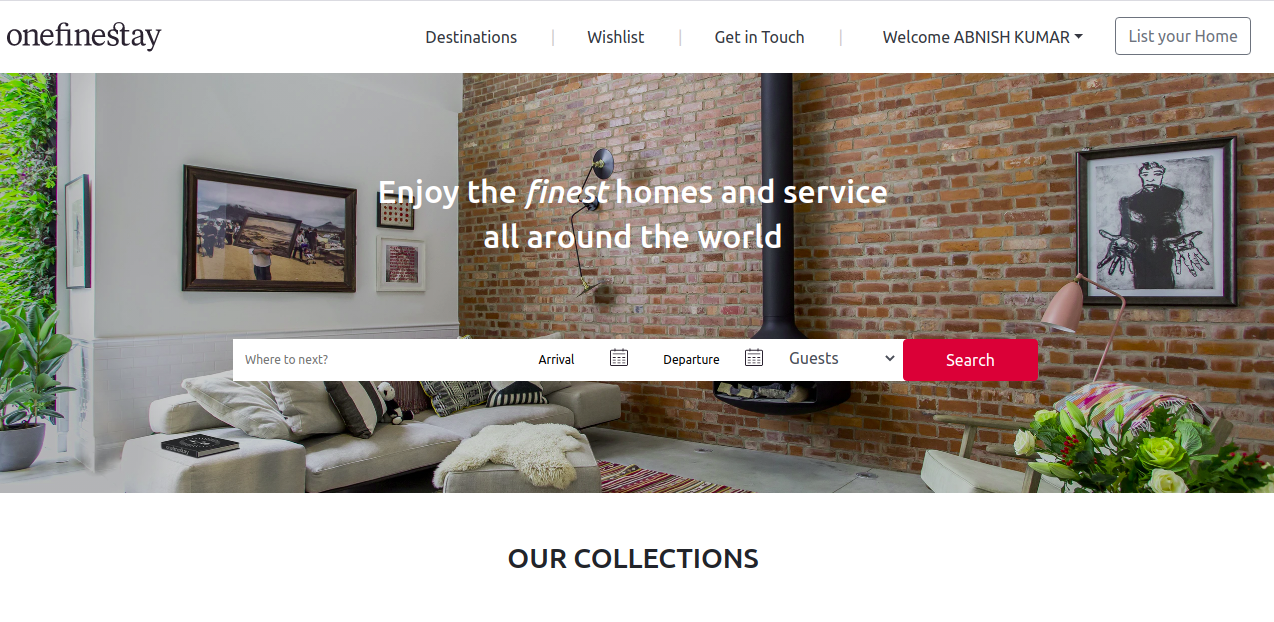 onefinestay
Destinations | Wishlist | Get in Touch | Welcome ABNISH KUMAR
List your Home
Enjoy the finest homes and service
all around the world
Where to next?
Arrival
Departure
Guests
Search
OUR COLLECTIONS